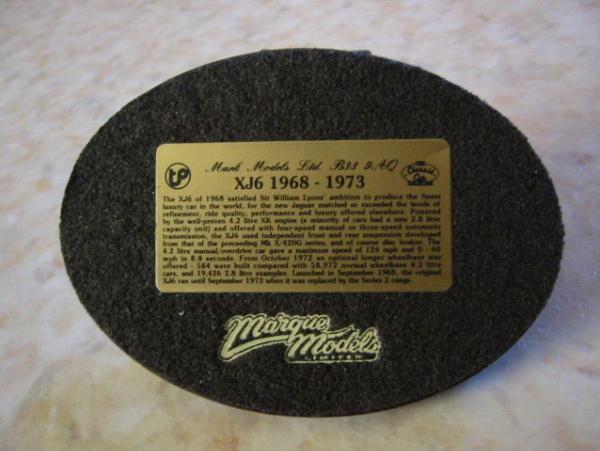 tp
Mark Models Ltd. B33 9AQ
The Classic Car
XJ6 1968 - 1973
The XJ6 of 1968 satisfied Sir William Lyons' ambition to produce the finest
luxury car in the world, for the new Jaguar matched or exceeded the levels of
refinement, ride quality, performance and luxury offered elsewhere. Powered
by the well-proven 4.2 litre XK engine (a minority of cars had a new 2.8 litre
capacity unit) and offered with four-speed manual or three-speed automatic
transmission, the XJ6 used independent front and rear suspension developed
from that of the preceeding Mk X/420G series, and of course disc brakes. The
4.2 litre manual/overdrive car gave a maximum speed of 124 mph and 0 - 60
mph in 8.8 seconds. From October 1972 an optional longer wheelbase was
offered - 584 were built compared with 58,972 normal wheelbase 4.2 litre
cars, and 19,426 2.8 litre examples. Launched in September 1968, the original
XJ6 ran until September 1973 when it was replaced by the Series 2 range.
Marque
Models
LIMITED